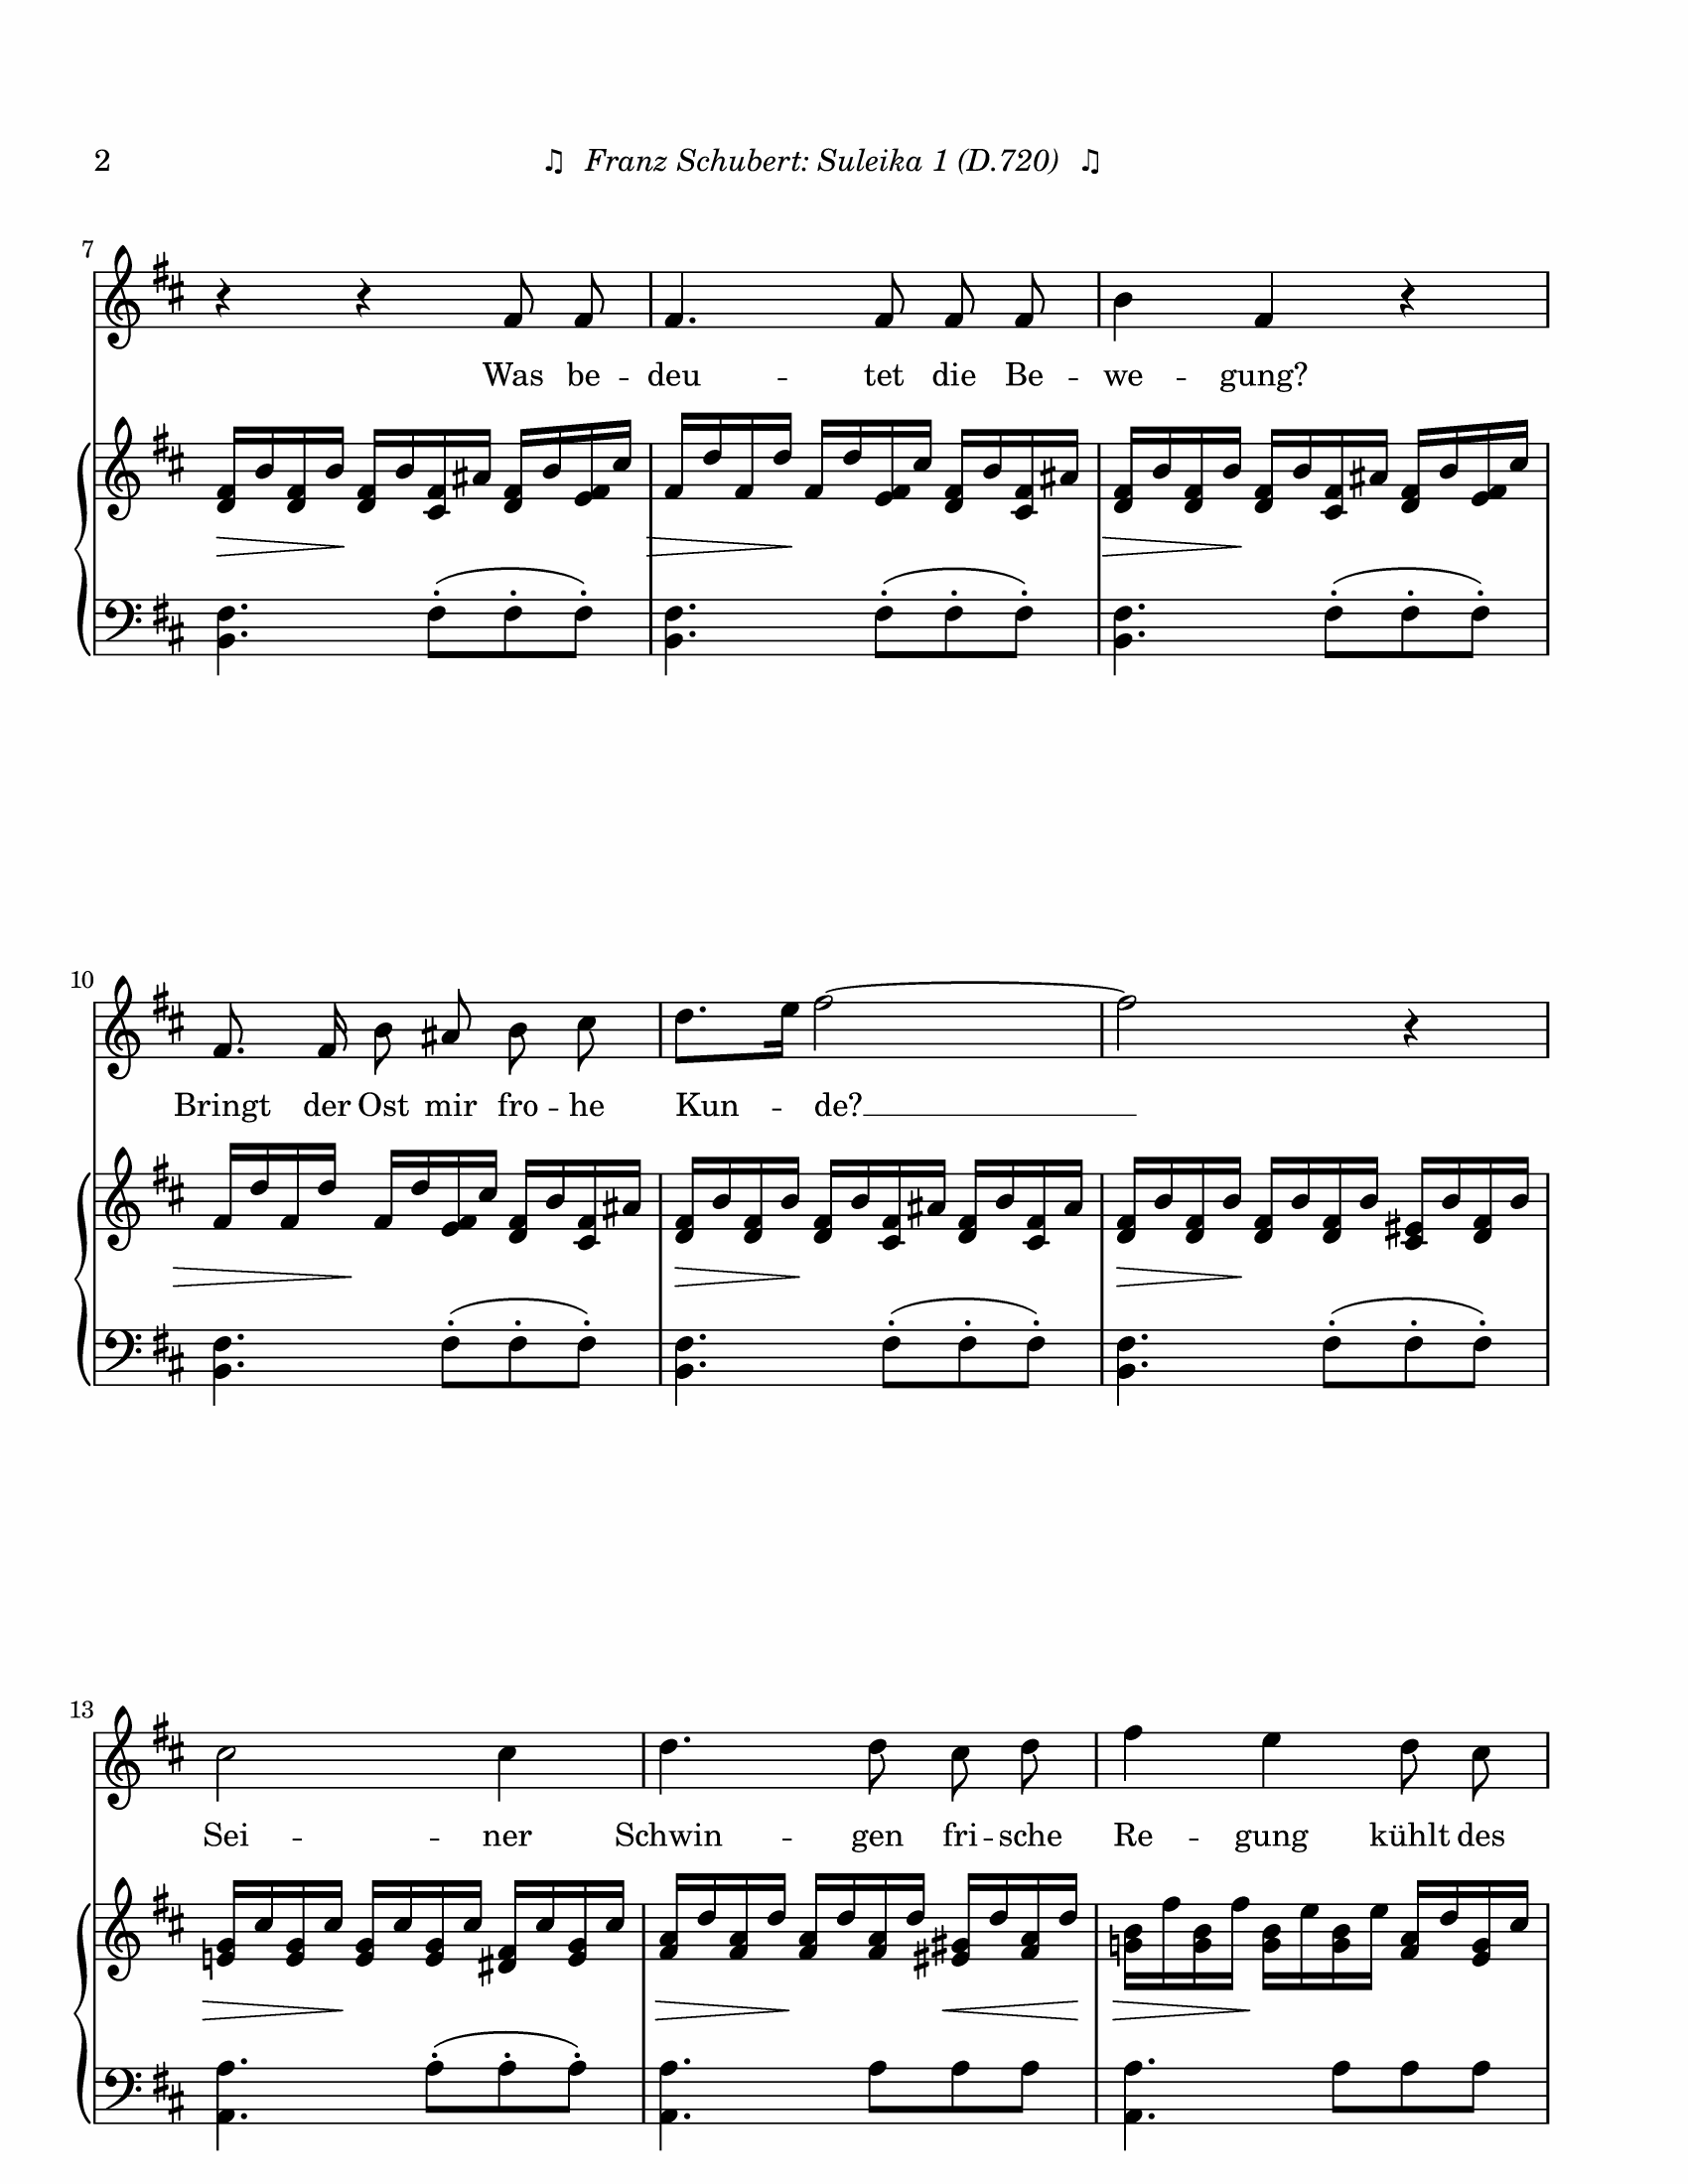 2 ♫ Franz Schubert: Suleika 1 (D.720) ♫
7
Was be -- deu -- tet die Be -- we -- gung?
10
Bringt der Ost mir fro -- he Kun -- de? __
13
Sei -- ner Schwin -- gen fri -- sche Re -- gung kühlt des